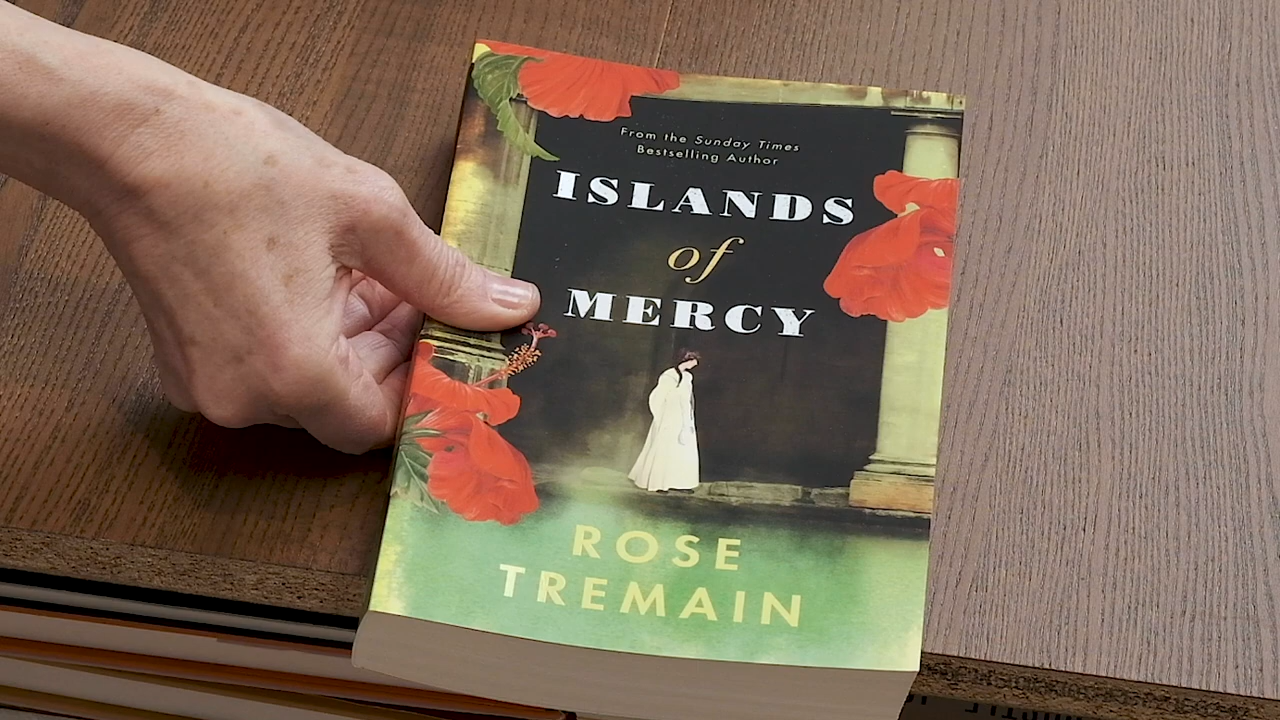 From the Sunday Times
Bestselling Author
ISLANDS
of
MERCY
ROSE
TREMAIN